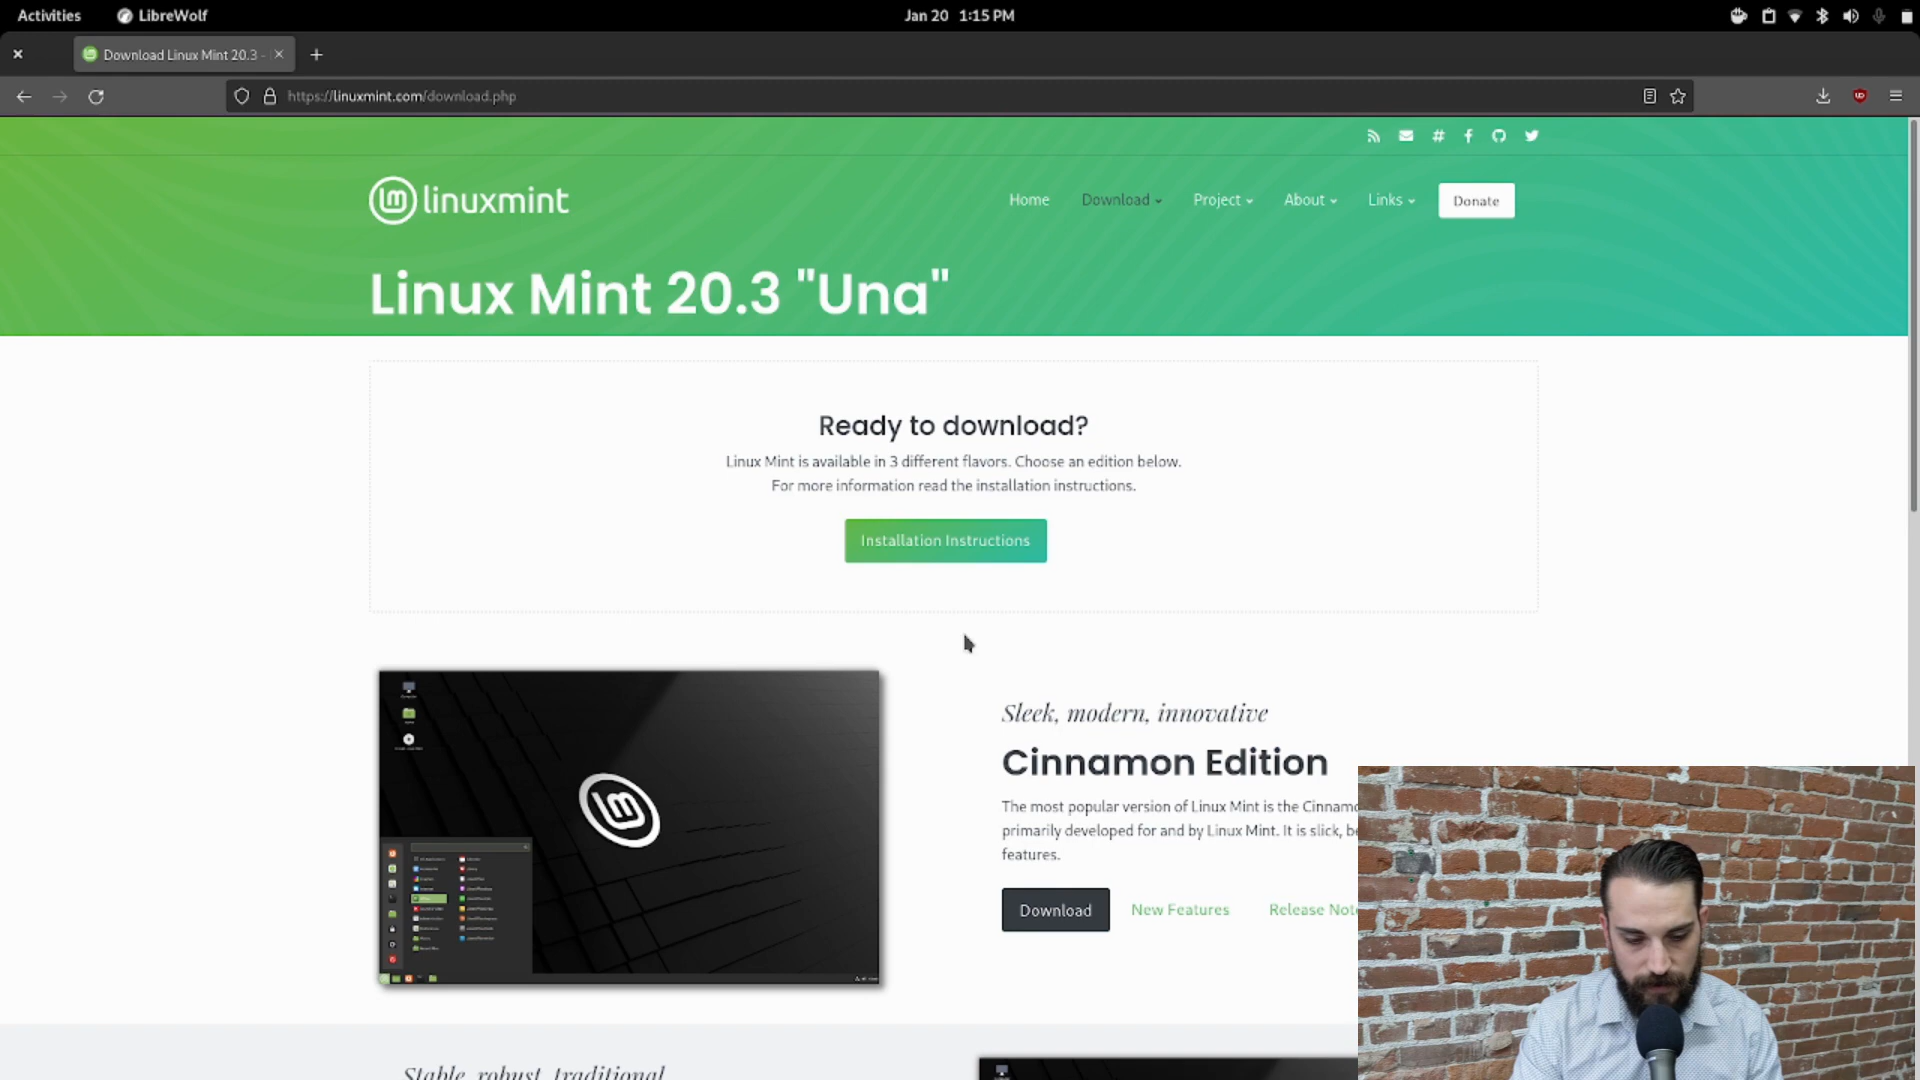 Activities
LibreWolf
Jan 20 1:15 PM
Download Linux Mint 20.3 -
https://linuxmint.com/download.php
linuxmint
Home
Download
Project
About
Links
Donate
Linux Mint 20.3 "Una"
Ready to download?
Linux Mint is available in 3 different flavors. Choose an edition below.
For more information read the installation instructions.
Installation Instructions
Sleek, modern, innovative
Cinnamon Edition
The most popular version of Linux Mint is the Cinnamo
primarily developed for and by Linux Mint. It is slick, be
features.
Download
New Features
Release Not
Stable, robust, traditional